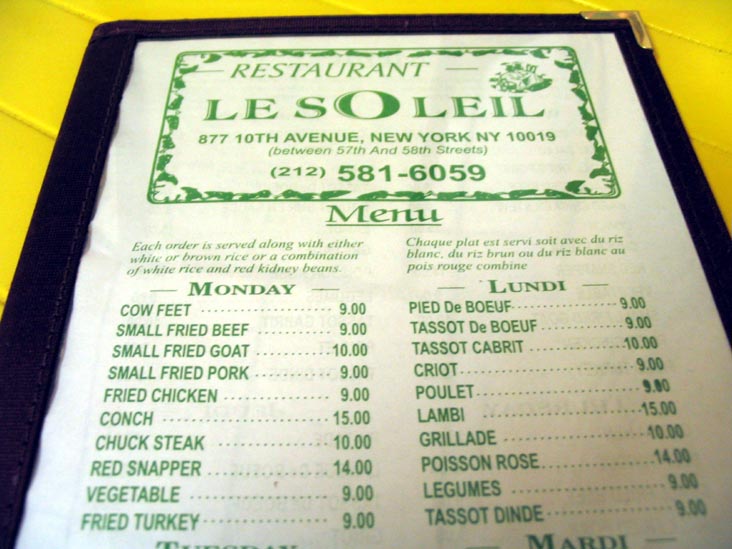 RESTAURANT
LE SOLEIL
877 10TH AVENUE, NEW YORK NY 10019
(between 57th And 58th Streets)
(212) 581-6059
Menu
Each order is served along with either
white or brown rice or a combination
of white rice and red kidney beans.
MONDAY
COW FEET 9.00
SMALL FRIED BEEF 9.00
SMALL FRIED GOAT 10.00
SMALL FRIED PORK 9.00
FRIED CHICKEN 9.00
CONCH 15.00
CHUCK STEAK 10.00
RED SNAPPER 14.00
VEGETABLE 9.00
FRIED TURKEY 9.00
TUESDAY
Chaque plat est servi soit avec du riz
blanc, du riz brun ou du riz blanc au
pois rouge combine
LUNDI
PIED De BOEUF 9.00
TASSOT De BOEUF 9.00
TASSOT CABRIT 10.00
CRIOT 9.00
POULET 9.00
LAMBI 15.00
GRILLADE 10.00
POISSON ROSE 14.00
LEGUMES 9.00
TASSOT DINDE 9.00
MARDI